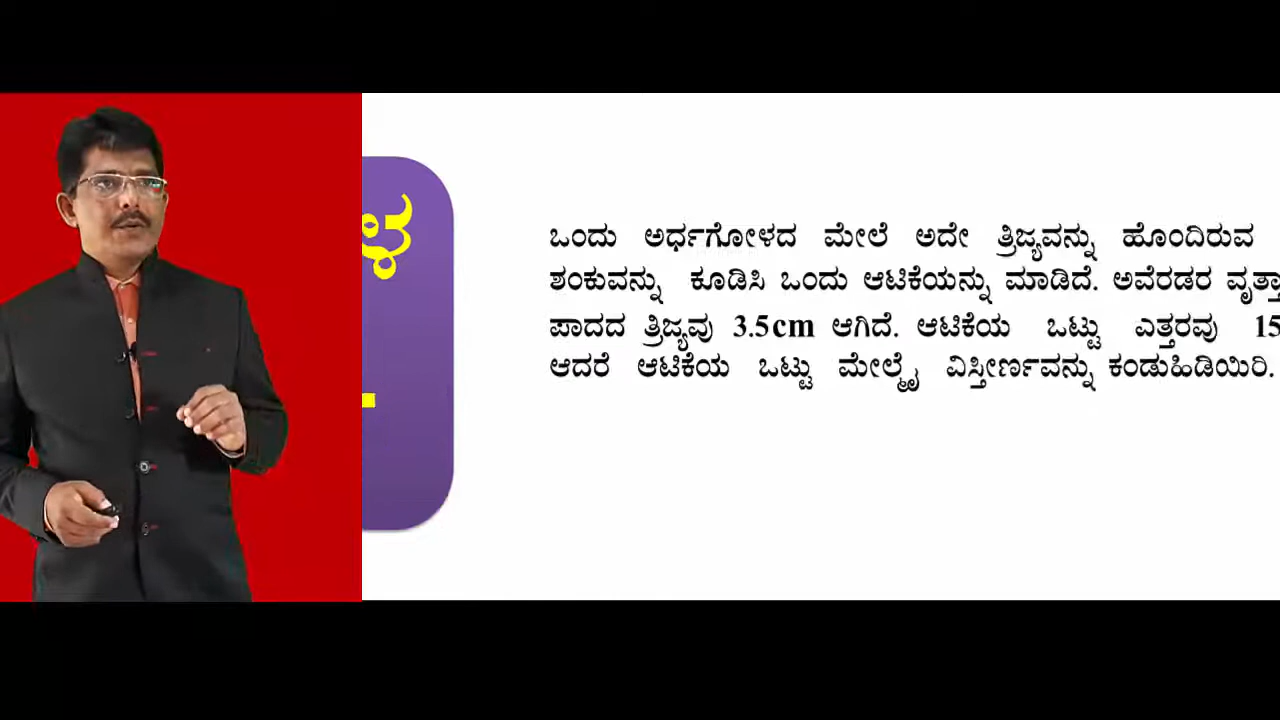 ಒಂದು ಅರ್ಧಗೋಳದ ಮೇಲೆ ಅದೇ ತ್ರಿಜ್ಯವನ್ನು ಹೊಂದಿರುವ
ಶಂಕುವನ್ನು ಕೂಡಿಸಿ ಒಂದು ಆಟಿಕೆಯನ್ನು ಮಾಡಿದೆ. ಅವೆರಡರ
ಪಾದದ ತ್ರಿಜ್ಯವು 3.5cm ಆಗಿದೆ. ಆಟಿಕೆಯ ಒಟ್ಟು ಎತ್ತರವು 15
ಆದರೆ ಆಟಿಕೆಯ ಒಟ್ಟು ಮೇಲ್ಮೈ ವಿಸ್ತೀರ್ಣವನ್ನು ಕಂಡುಹಿಡಿಯಿರಿ.